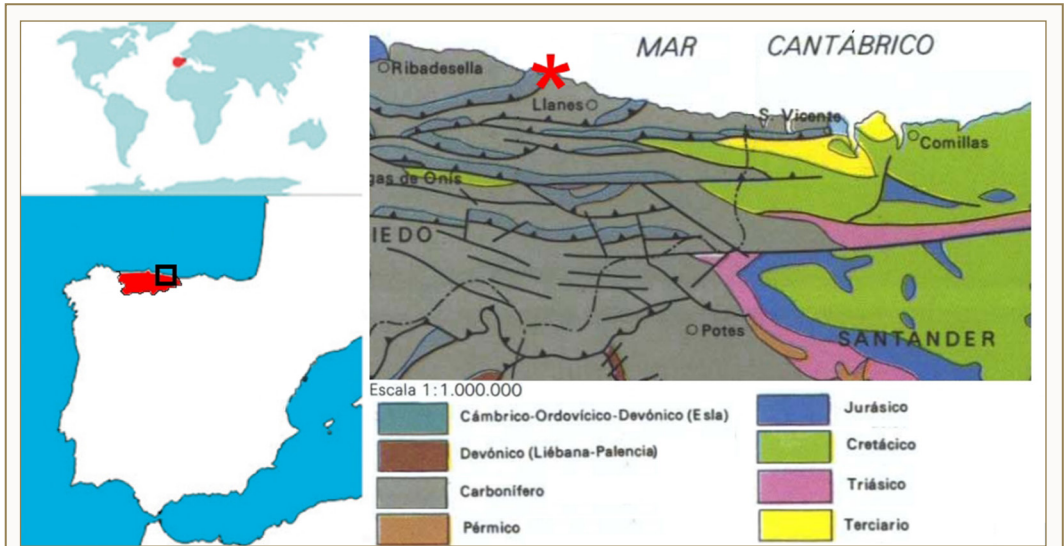 MAR CANTÁBRICO
Ribadesella
Llanes
S. Vicente
Comillas
gas de Onís
IEDO
Potes
SANTANDER
Escala 1:1.000.000
Cámbrico-Ordovícico-Devónico (Esla)
Devónico (Liébana-Palencia)
Carbonífero
Pérmico
Jurásico
Cretácico
Triásico
Terciario